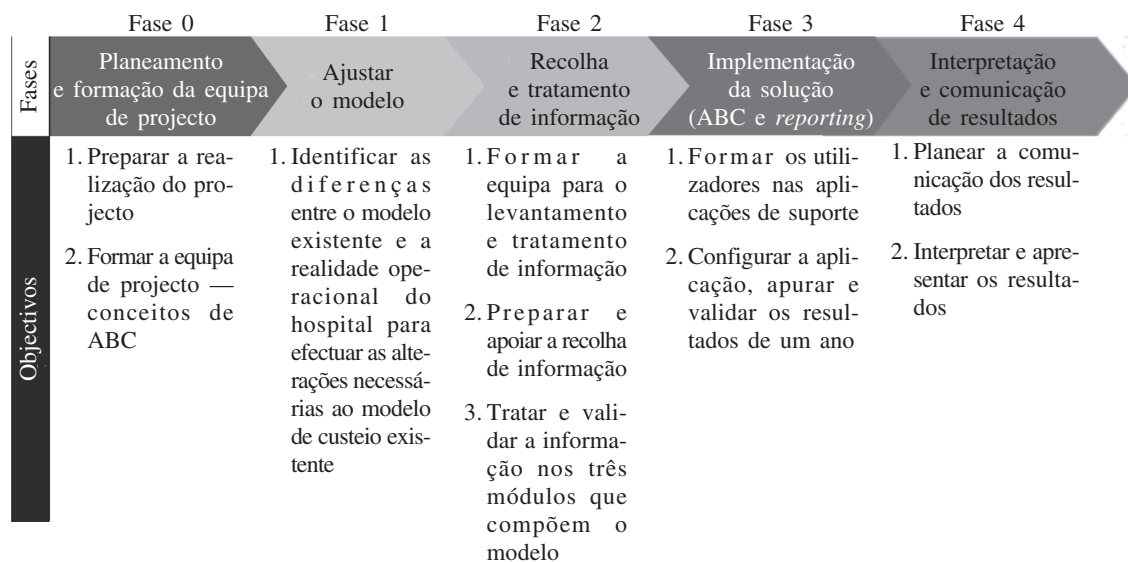 Fase 0
Fase 1
Fase 2
Fase 3
Fase 4
Fases
Planeamento
e formação da equipa
de projecto
Ajustar
o modelo
Recolha
e tratamento
de informação
Implementação
da solução
(ABC e reporting)
Interpretação
e comunicação
de resultados
Objectivos
1. Preparar a rea-
lização do pro-
jecto
2. Formar a equipa
de projecto —
conceitos de
ABC
1. Identificar as
diferenças
entre o modelo
existente e a
realidade ope-
racional do
hospital para
efectuar as alte-
rações necessá-
rias ao modelo
de custeio exis-
tente
1. Formar a
equipa para o
levantamento
e tratamento
de informação
2. Preparar e
apoiar a recolha
de informação
3. Tratar e vali-
dar a informa-
ção nos três
módulos que
compõem o
modelo
1. Formar os utili-
zadores nas apli-
cações de suporte
2. Configurar a apli-
cação, apurar e
validar os resul-
tados de um ano
1. Planear a comu-
nicação dos resul-
tados
2. Interpretar e apre-
sentar os resulta-
dos